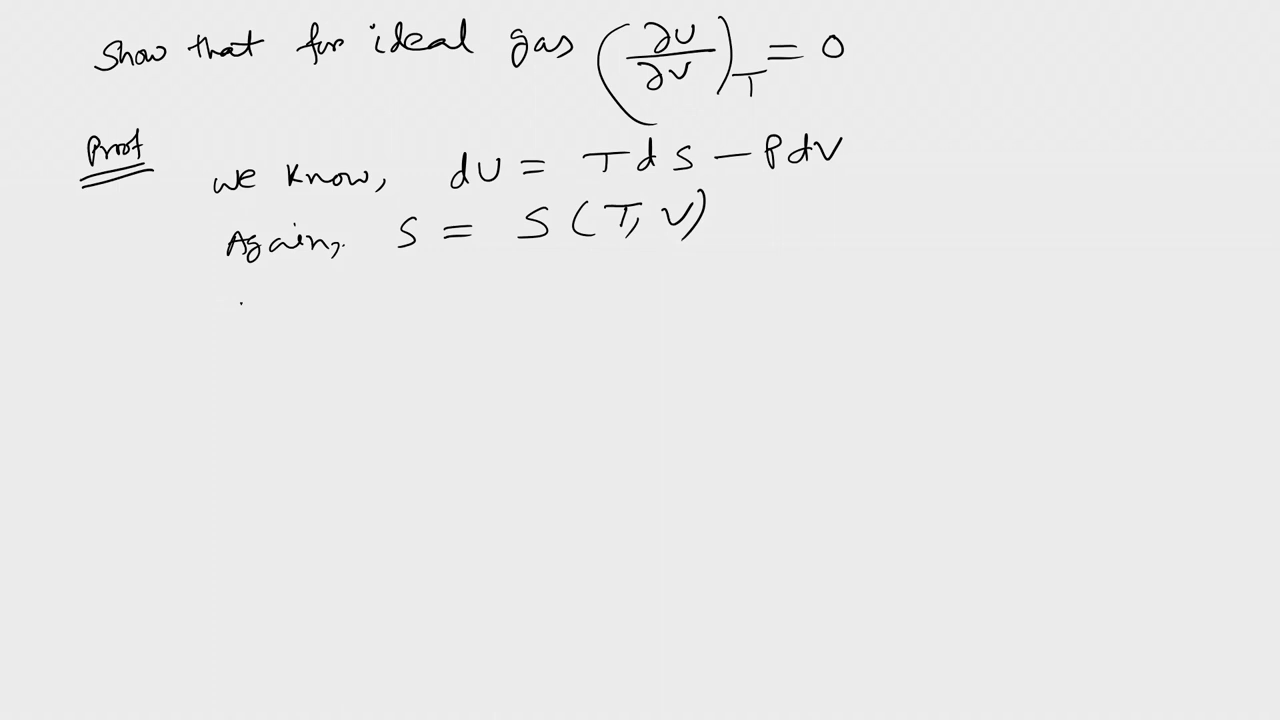 Show that for ideal gas (∂U/∂V)_T = 0
Proof
We know, dU = TdS − PdV
Again, S = S(T, V)